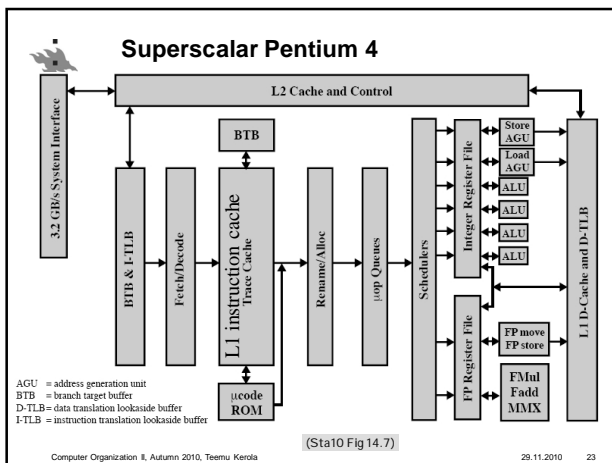 Superscalar Pentium 4
3.2 GB/s System Interface
L2 Cache and Control
BTB
BTB & I-TLB
Fetch/Decode
L1 instruction cache
Trace Cache
µcode
ROM
Rename/Alloc
µop Queues
Schedulers
Integer Register File
FP Register File
Store
AGU
Load
AGU
ALU
ALU
ALU
ALU
FP move
FP store
FMul
Fadd
MMX
L1 D-Cache and D-TLB
AGU = address generation unit
BTB = branch target buffer
D-TLB = data translation lookaside buffer
I-TLB = instruction translation lookaside buffer
(Sta10 Fig 14.7)
Computer Organization II, Autumn 2010, Teemu Kerola
29.11.2010
23